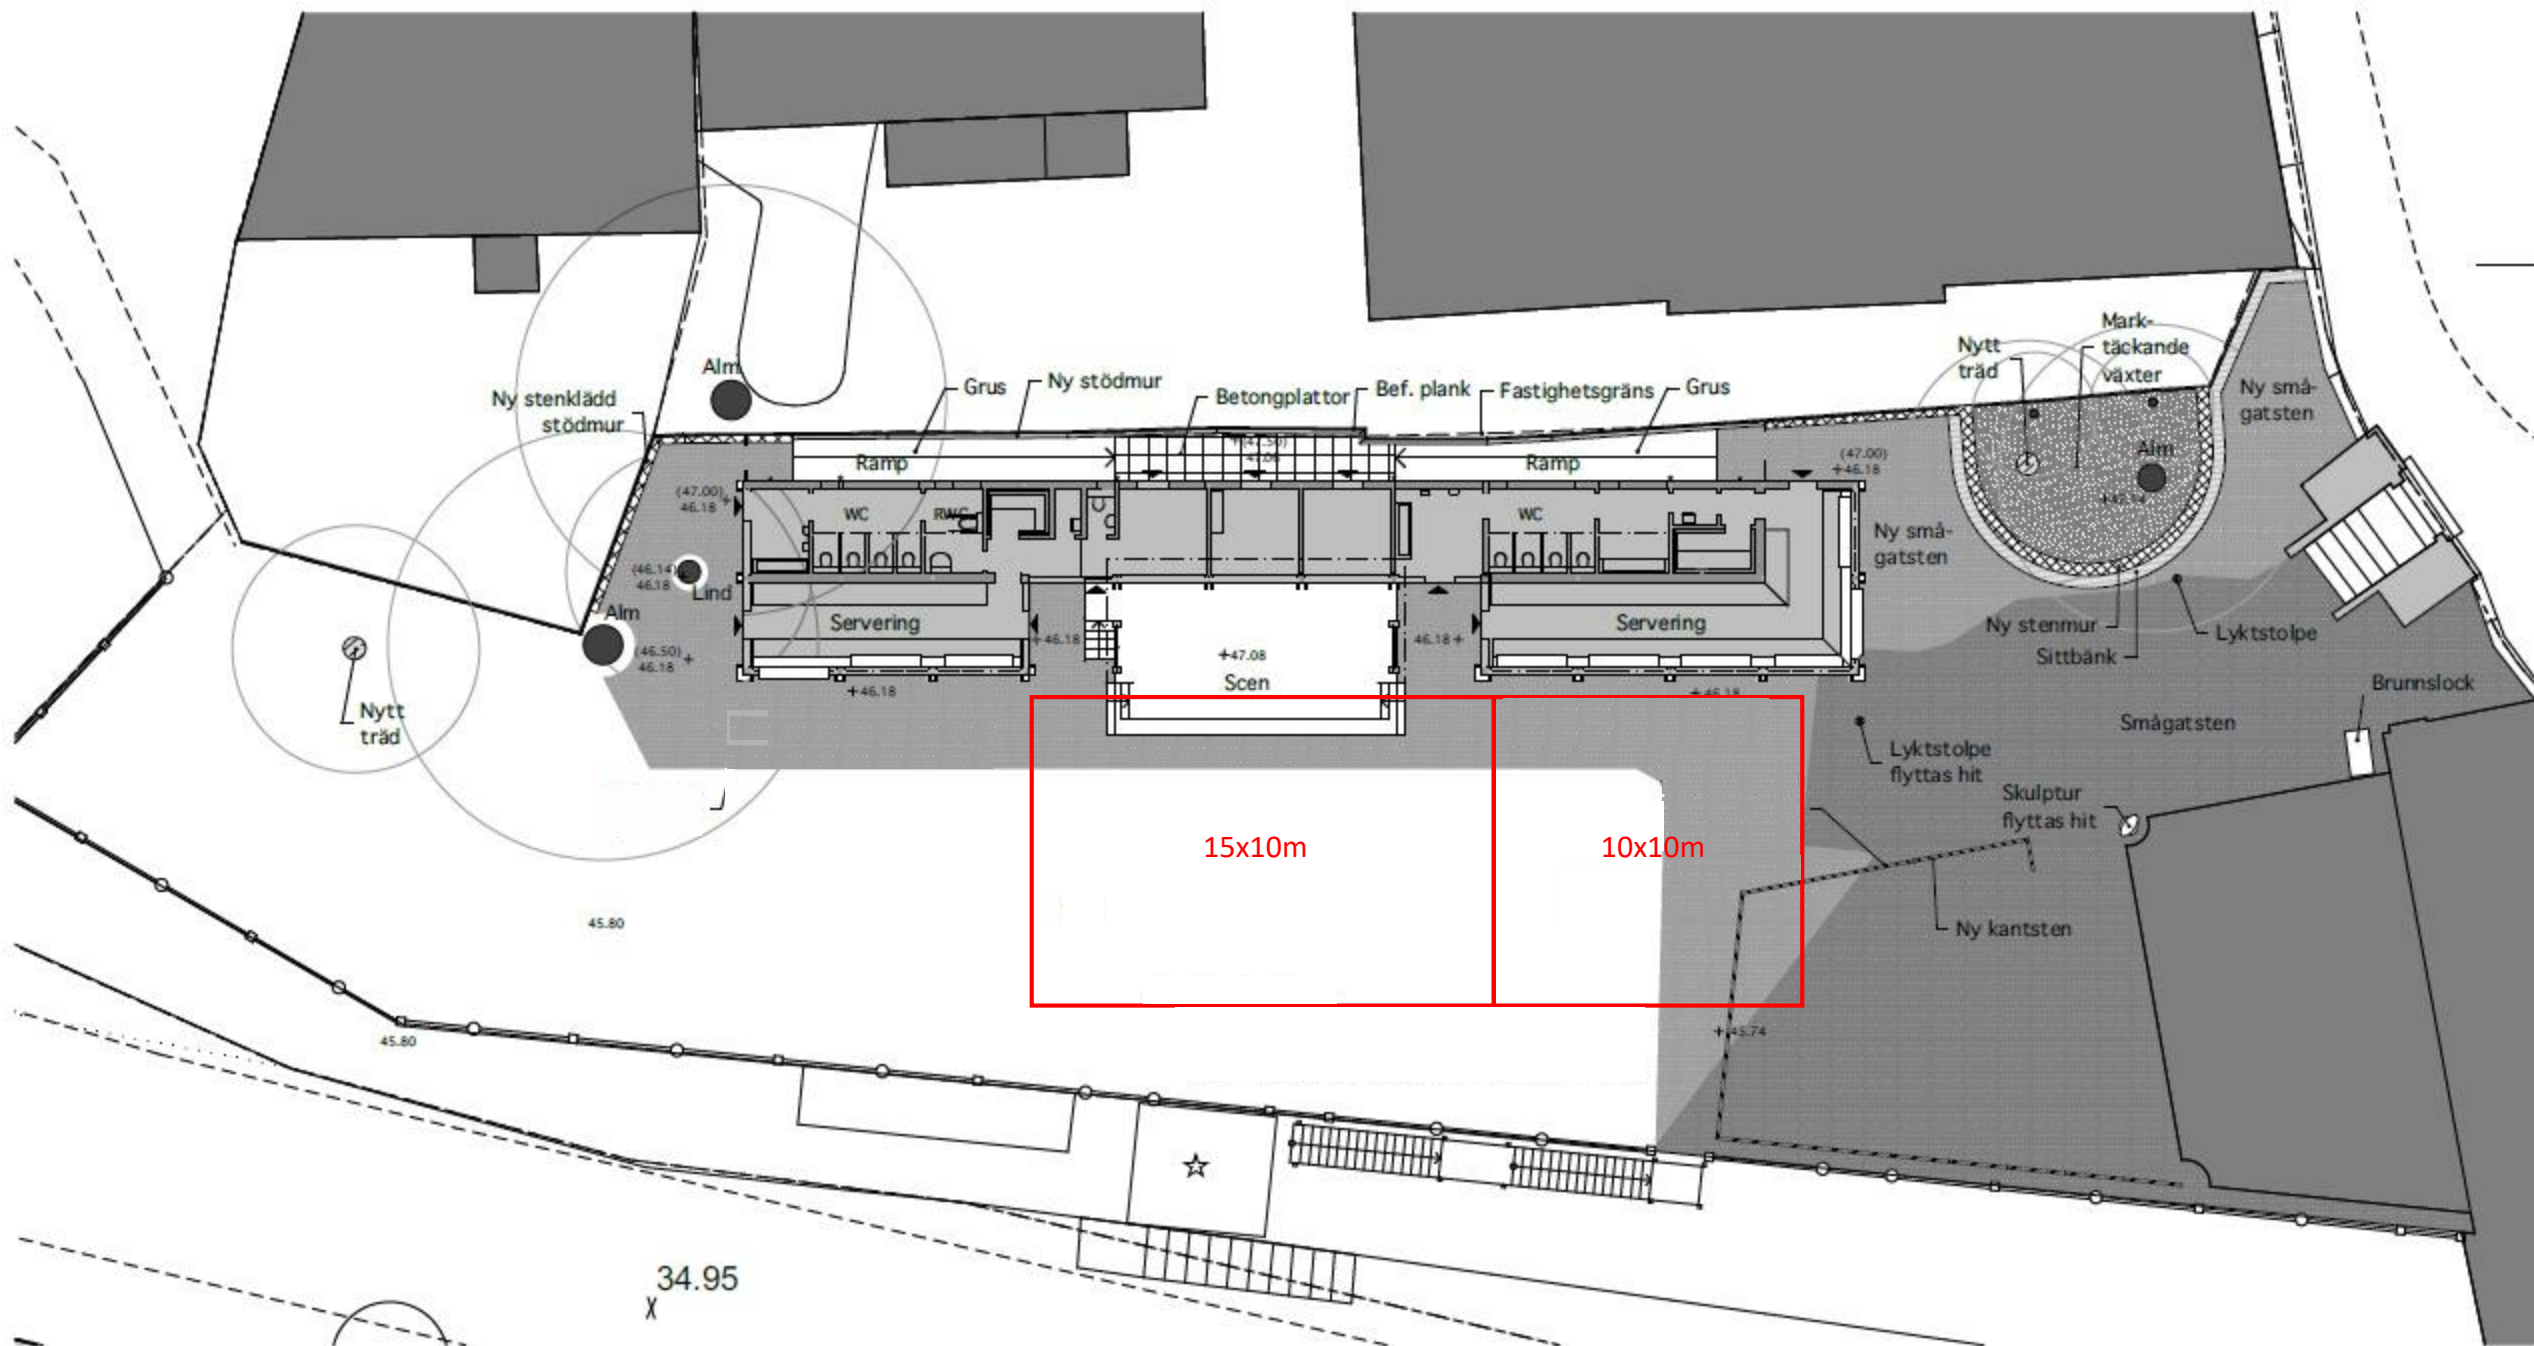 Mark-
täckande
växter
Nytt
träd
Alm
Ny stenklädd
stödmur
Grus
Ny stödmur
Betongplattor
Bef. plank
Fastighetsgräns
Grus
Ny små-
gatsten
Alm
Ramp
Ramp
(47.00)
+46.18
(47.00)
46.18
WC
WC
Ny små-
gatsten
(46.14)
46.18
Lind
Alm
Servering
Servering
+46.18
46.18+
(46.50)
46.18 +
+47.08
Scen
Ny stenmur
Sittbänk
Lyktstolpe
+46.18
+46.18
Brunnslock
Nytt
träd
Smågatsten
Lyktstolpe
flyttas hit
Skulptur
flyttas hit
15x10m
10x10m
45.80
Ny kantsten
+45.74
45.80
34.95
X